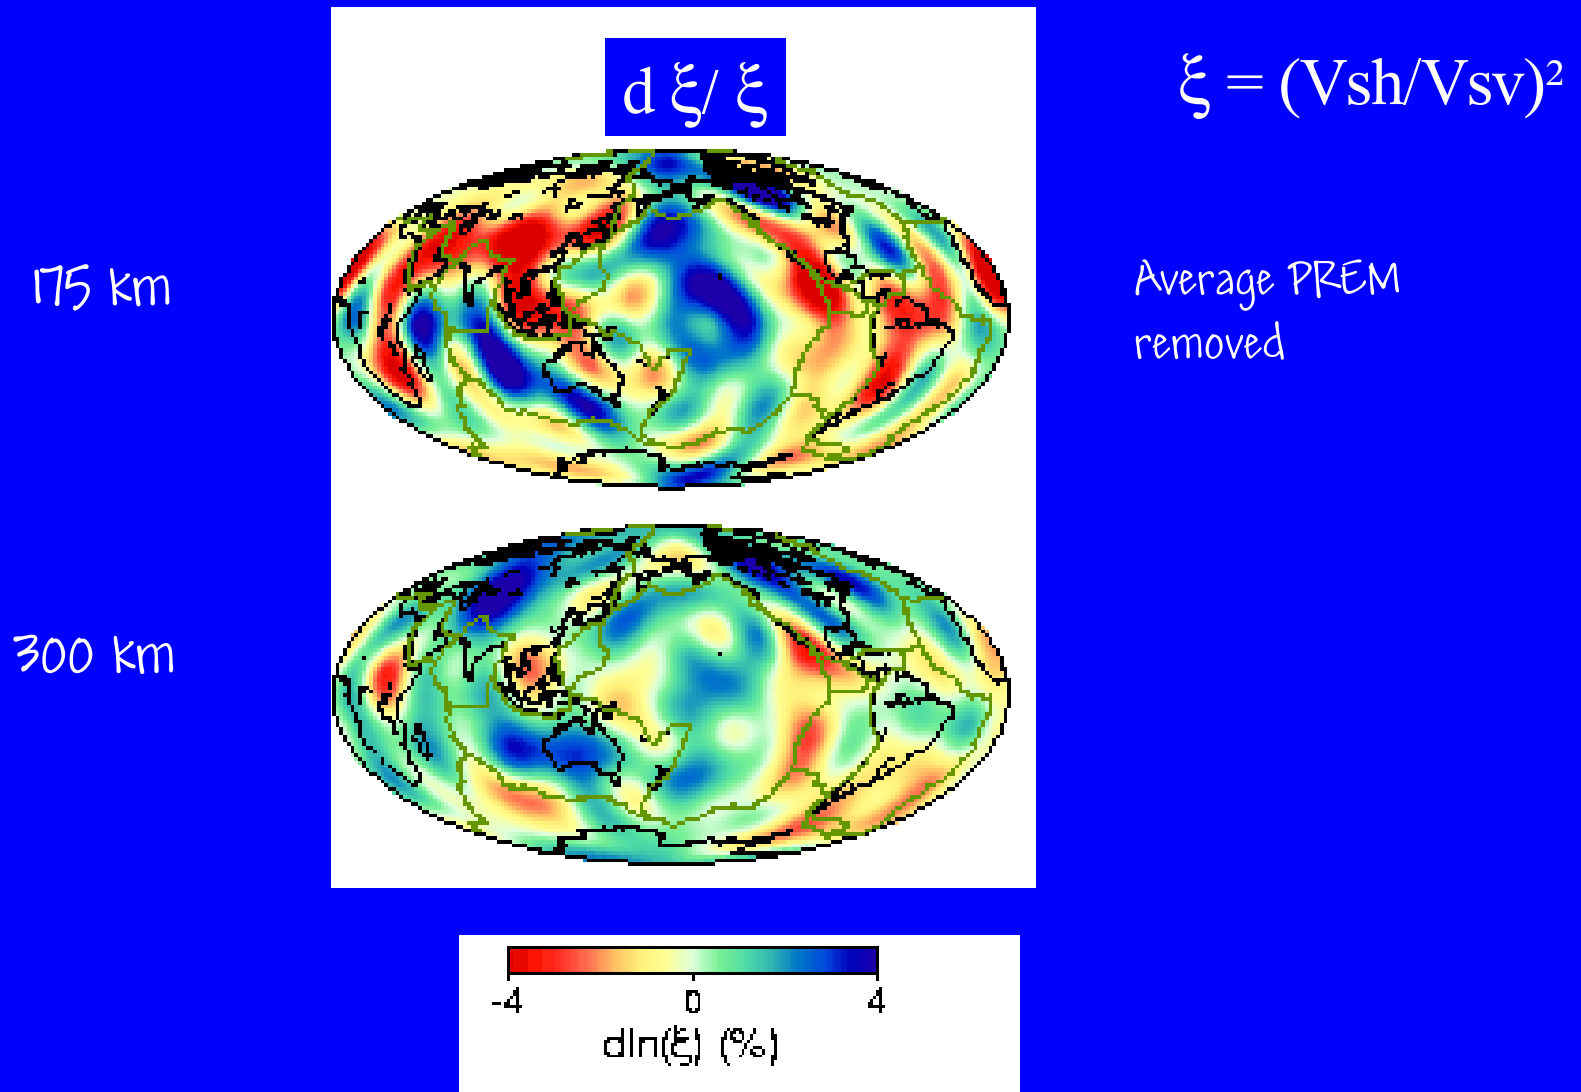 d ξ/ ξ
ξ = (Vsh/Vsv)²
175 km
Average PREM
removed
300 km
-4 0 4
dln(ξ) (%)